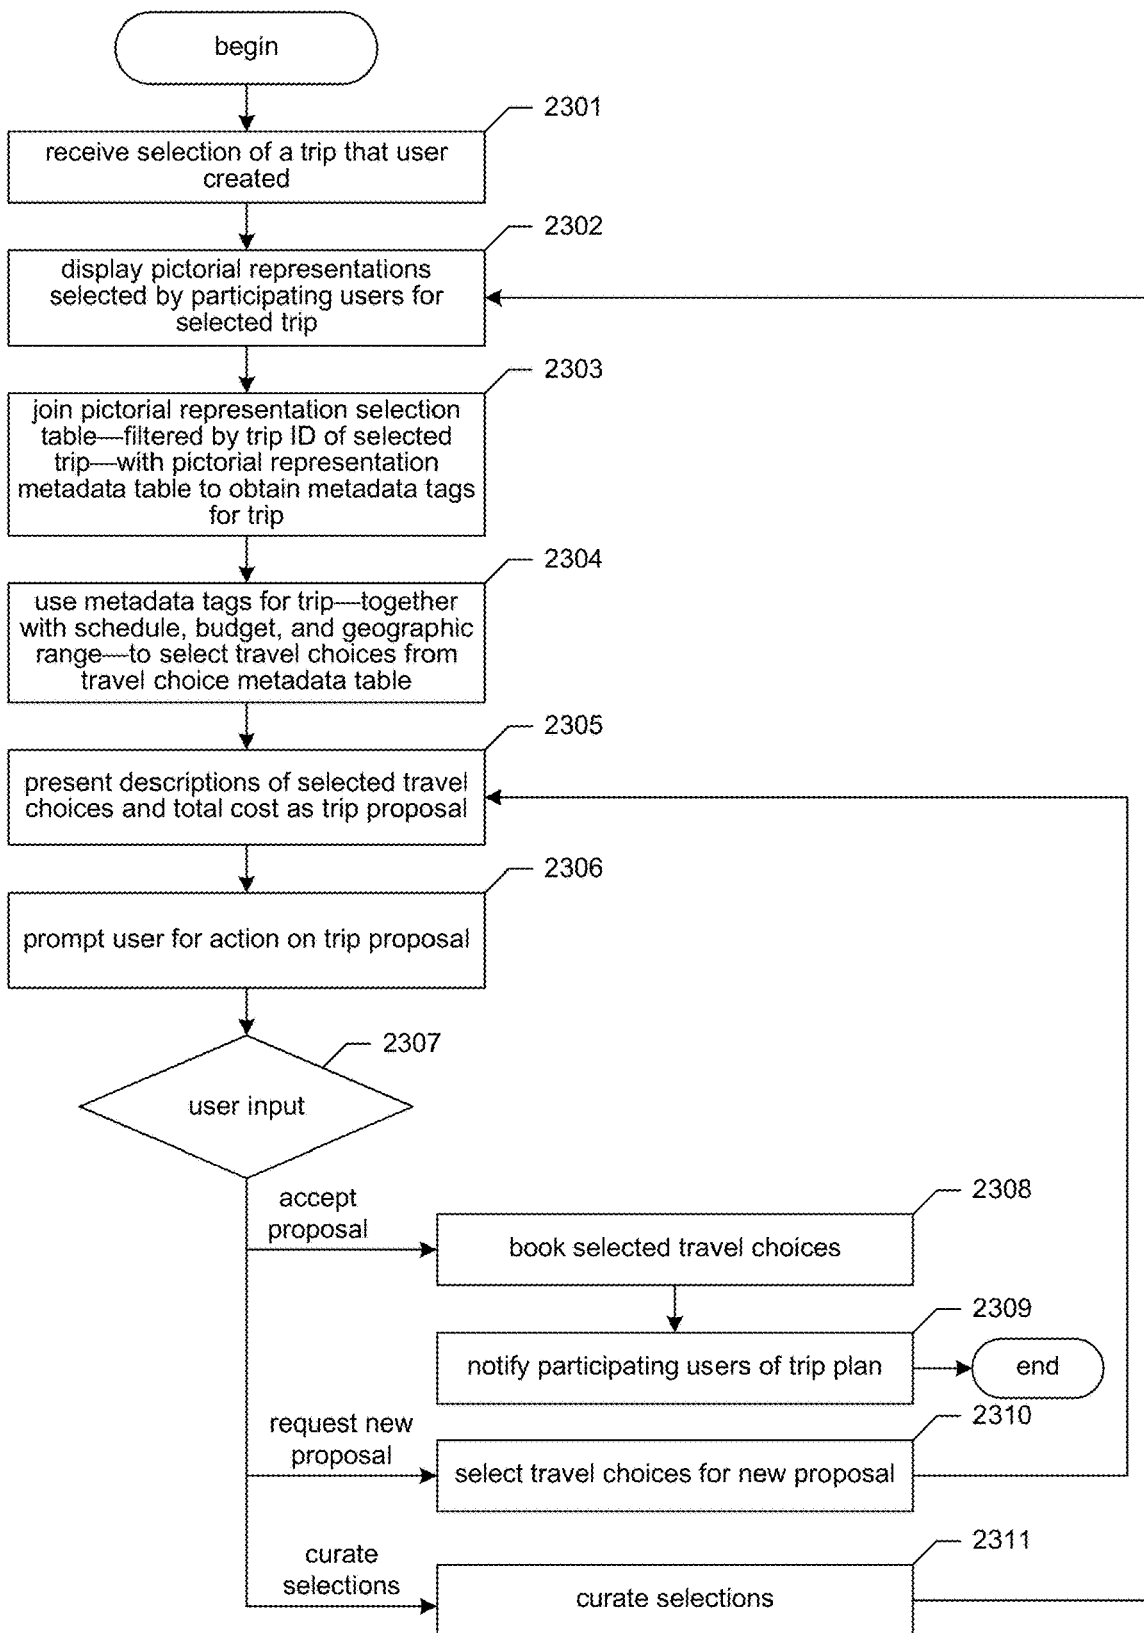 begin
2301
receive selection of a trip that user
created
2302
display pictorial representations
selected by participating users for
selected trip
2303
join pictorial representation selection
table—filtered by trip ID of selected
trip—with pictorial representation
metadata table to obtain metadata tags
for trip
2304
use metadata tags for trip—together
with schedule, budget, and geographic
range—to select travel choices from
travel choice metadata table
2305
present descriptions of selected travel
choices and total cost as trip proposal
2306
prompt user for action on trip proposal
2307
user input
accept
proposal
2308
book selected travel choices
2309
notify participating users of trip plan
end
request new
proposal
2310
select travel choices for new proposal
curate
selections
2311
curate selections